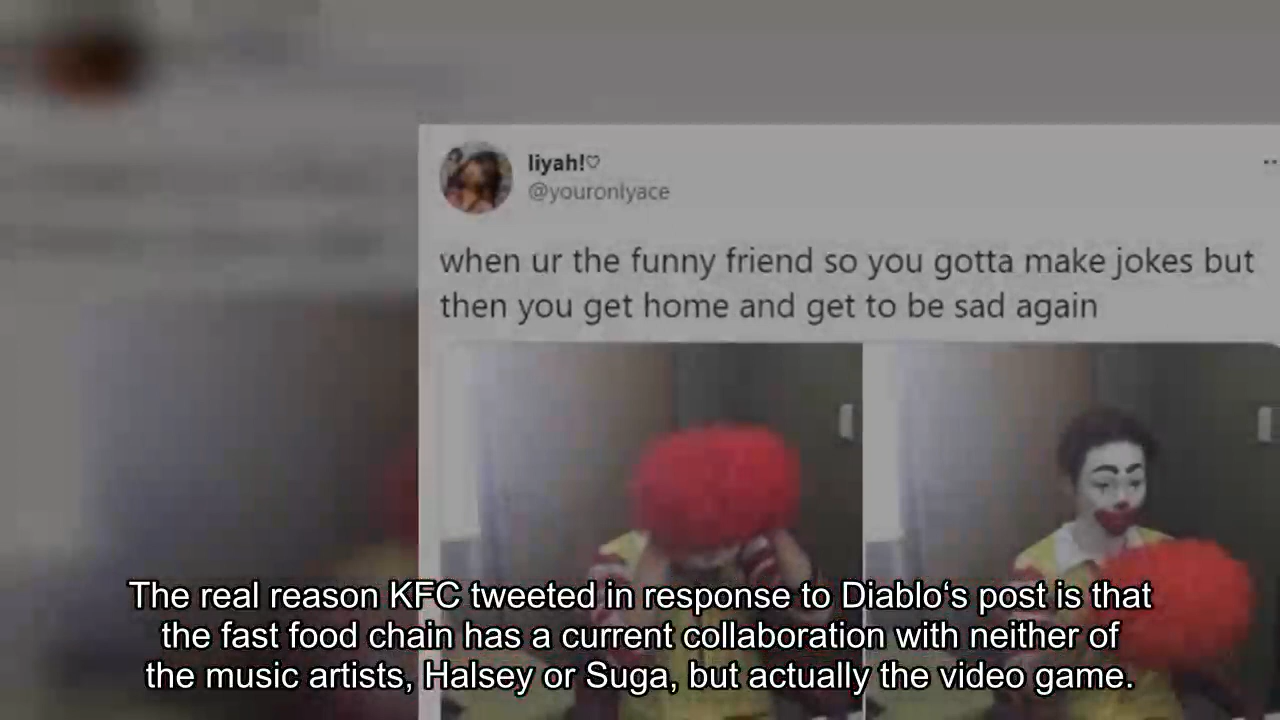 liyah!♡
@youronlyace
when ur the funny friend so you gotta make jokes but
then you get home and get to be sad again
The real reason KFC tweeted in response to Diablo‘s post is that
the fast food chain has a current collaboration with neither of
the music artists, Halsey or Suga, but actually the video game.